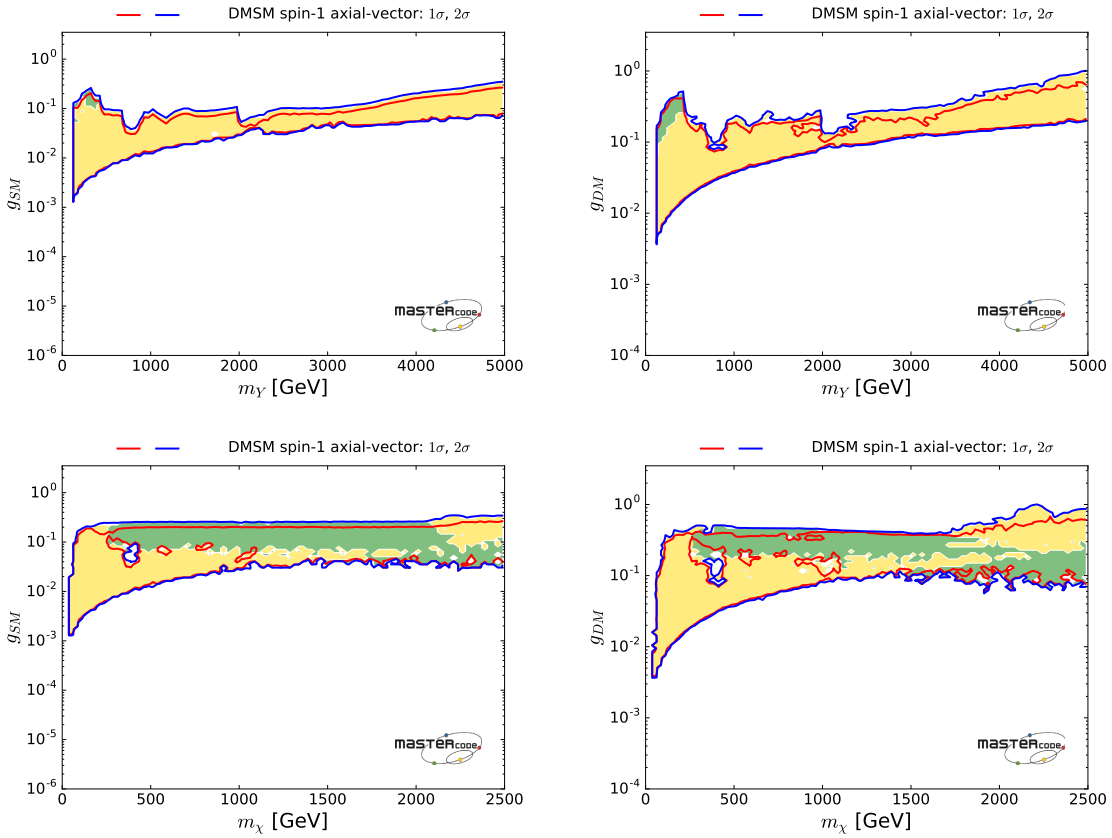 DMSM spin-1 axial-vector: 1σ, 2σ
10^0
10^-1
10^-2
10^-3
10^-4
10^-5
10^-6
g_SM
0 1000 2000 3000 4000 5000
m_Y [GeV]
MASTERCODE
DMSM spin-1 axial-vector: 1σ, 2σ
10^0
10^-1
10^-2
10^-3
10^-4
g_DM
0 1000 2000 3000 4000 5000
m_Y [GeV]
MASTERCODE
DMSM spin-1 axial-vector: 1σ, 2σ
10^0
10^-1
10^-2
10^-3
10^-4
10^-5
10^-6
g_SM
0 500 1000 1500 2000 2500
m_χ [GeV]
MASTERCODE
DMSM spin-1 axial-vector: 1σ, 2σ
10^0
10^-1
10^-2
10^-3
10^-4
g_DM
0 500 1000 1500 2000 2500
m_χ [GeV]
MASTERCODE